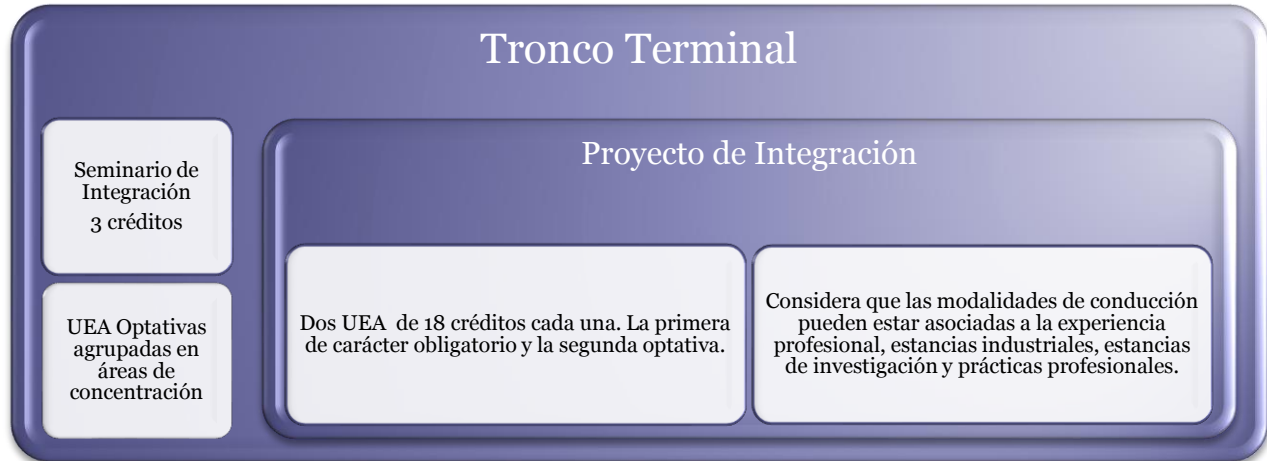 Tronco Terminal
Seminario de
Integración
3 créditos
UEA Optativas
agrupadas en
áreas de
concentración
Proyecto de Integración
Dos UEA de 18 créditos cada una. La primera
de carácter obligatorio y la segunda optativa.
Considera que las modalidades de conducción
pueden estar asociadas a la experiencia
profesional, estancias industriales, estancias
de investigación y prácticas profesionales.